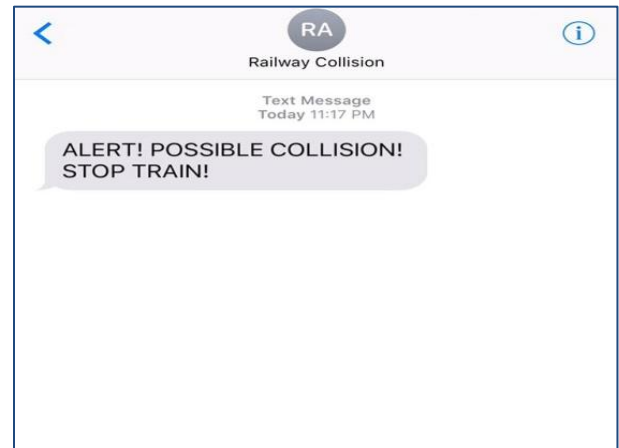 RA
Railway Collision
Text Message
Today 11:17 PM
ALERT! POSSIBLE COLLISION!
STOP TRAIN!